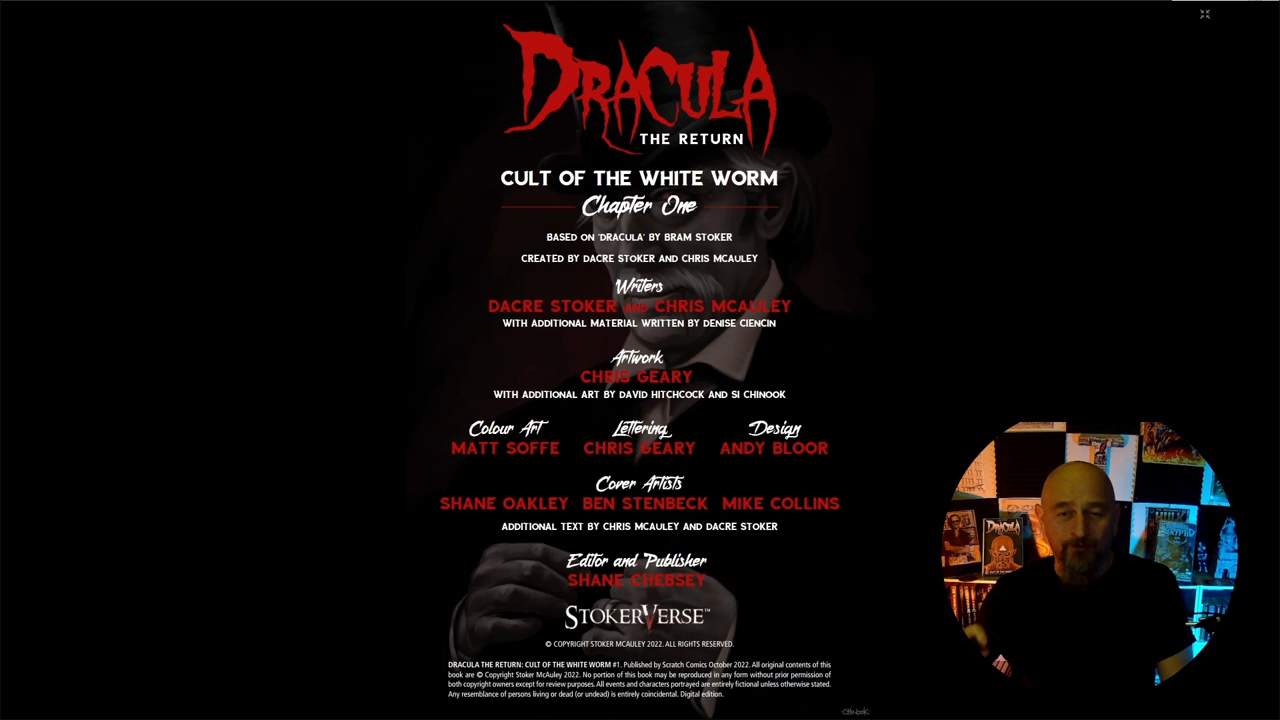 DRACULA
THE RETURN
CULT OF THE WHITE WORM
Chapter One
BASED ON 'DRACULA' BY BRAM STOKER
CREATED BY DACRE STOKER AND CHRIS MCAULEY
Writers
DACRE STOKER AND CHRIS MCAULEY
WITH ADDITIONAL MATERIAL WRITTEN BY DENISE CIENCIN
Artwork
CHRIS GEARY
WITH ADDITIONAL ART BY DAVID HITCHCOCK AND SI CHINOOK
Colour Art Lettering Design
MATT SOFFE CHRIS GEARY ANDY BLOOR
Cover Artists
SHANE OAKLEY BEN STENBECK MIKE COLLINS
ADDITIONAL TEXT BY CHRIS MCAULEY AND DACRE STOKER
Editor and Publisher
SHANE CHEBSEY
STOKERVERSE™
© COPYRIGHT STOKER MCAULEY 2022. ALL RIGHTS RESERVED.
DRACULA THE RETURN: CULT OF THE WHITE WORM #1. Published by Scratch Comics October 2022. All original contents of this
book are © Copyright Stoker McAuley 2022. No portion of this book may be reproduced in any form without prior permission of
both copyright owners except for review purposes. All events and characters portrayed are entirely fictional unless otherwise stated.
Any resemblance of persons living or dead (or undead) is entirely coincidental. Digital edition.
DRACULA